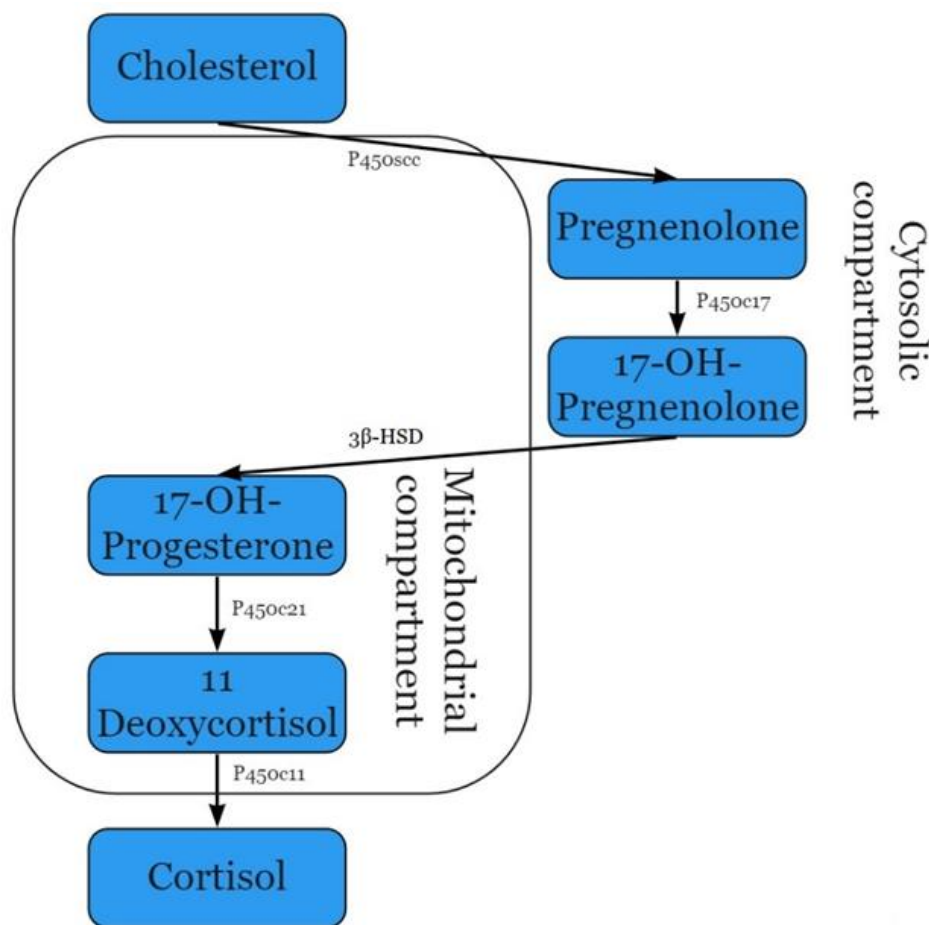 Cholesterol
P450scc
Pregnenolone
Cytosolic
compartment
P450c17
17-OH-
Pregnenolone
3β-HSD
17-OH-
Progesterone
Mitochondrial
compartment
P450c21
11
Deoxycortisol
P450c11
Cortisol